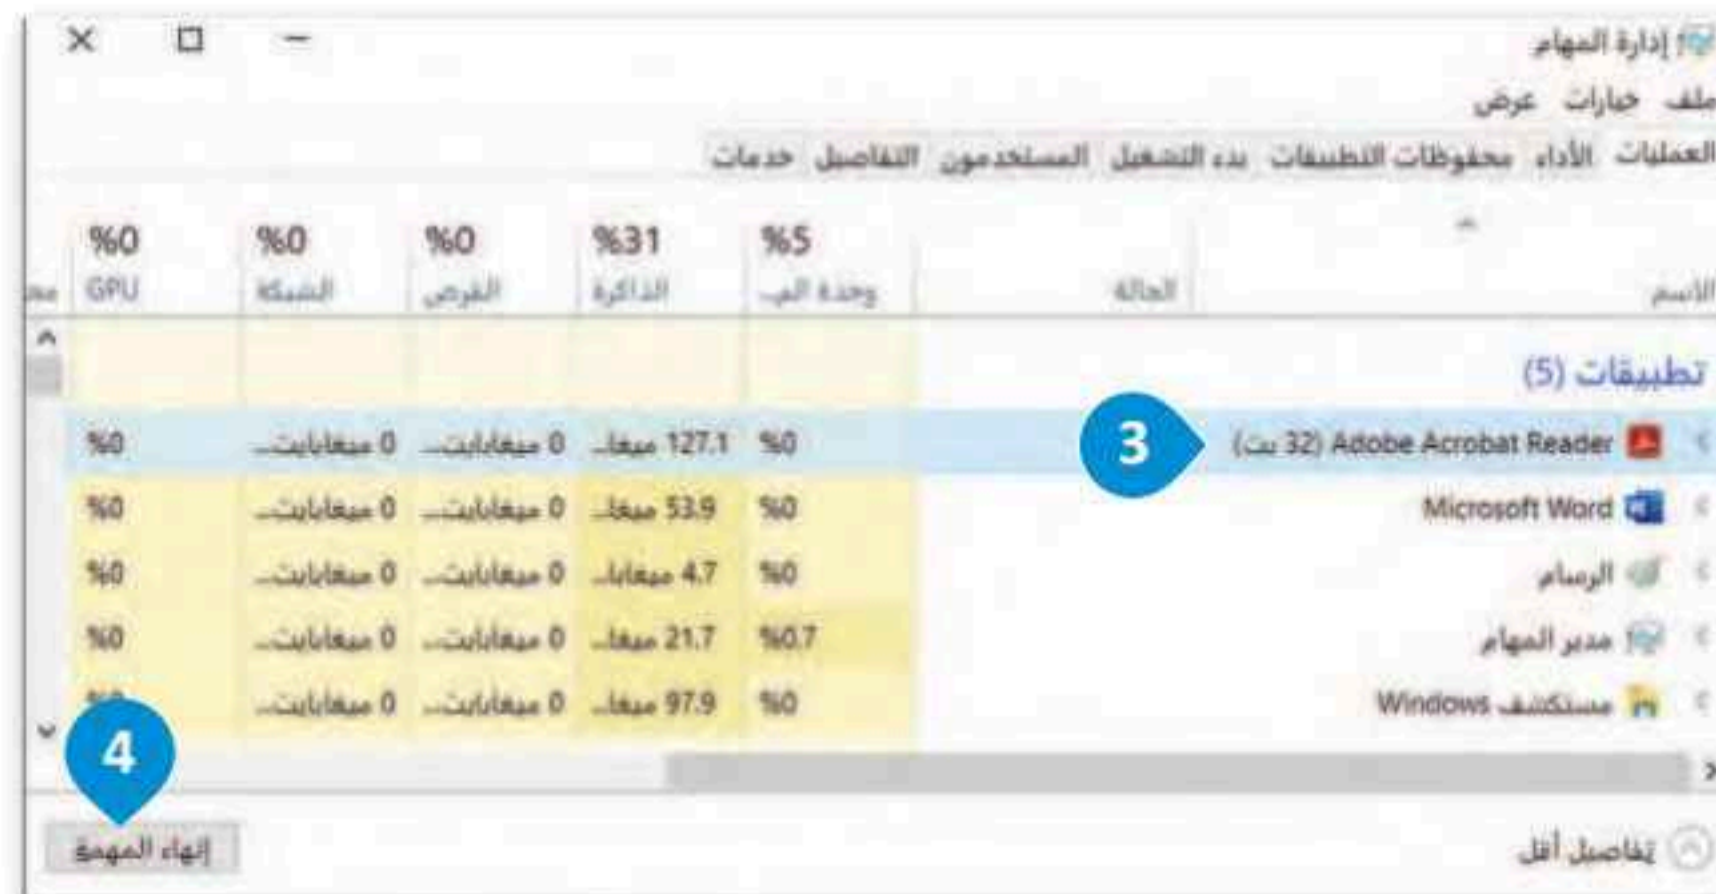 إدارة المهام
ملف خيارات عرض
العمليات الأداء محفوظات التطبيقات بدء التشغيل المستخدمون التفاصيل خدمات
%5 %31 %0 %0 %0
الاسم الحالة وحدة الم... الذاكرة القرص الشبكة GPU
تطبيقات (5)
3
Adobe Acrobat Reader (32 بت) %0 127.1 ميغا... 0 ميغابايت... 0 ميغابايت... %0
Microsoft Word %0 53.9 ميغا... 0 ميغابايت... 0 ميغابايت... %0
الرسام %0 4.7 ميغابا... 0 ميغابايت... 0 ميغابايت... %0
مدير المهام %0.7 21.7 ميغا... 0 ميغابايت... 0 ميغابايت... %0
مستكشف Windows %0 97.9 ميغا... 0 ميغابايت... 0 ميغابايت...
4
تفاصيل أقل إنهاء المهمة